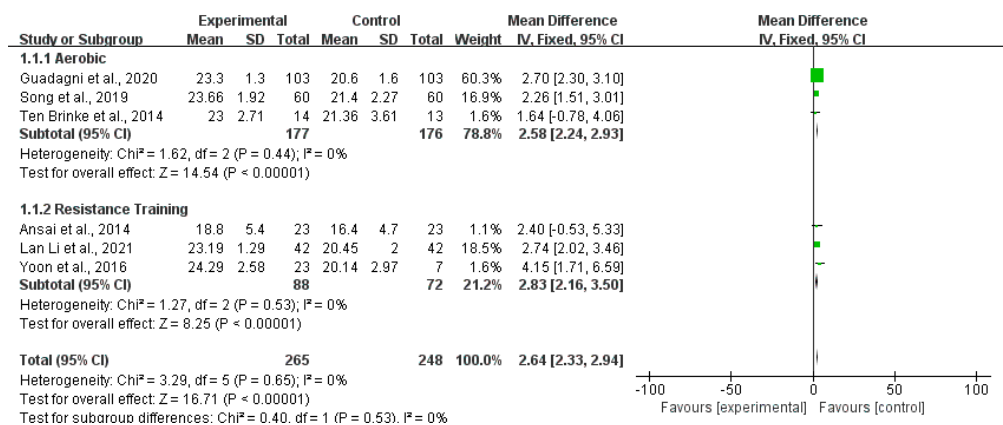 Experimental Control Mean Difference Mean Difference
Study or Subgroup Mean SD Total Mean SD Total Weight IV, Fixed, 95% CI IV, Fixed, 95% CI
1.1.1 Aerobic
Guadagni et al., 2020 23.3 1.3 103 20.6 1.6 103 60.3% 2.70 [2.30, 3.10]
Song et al., 2019 23.66 1.92 60 21.4 2.27 60 16.9% 2.26 [1.51, 3.01]
Ten Brinke et al., 2014 23 2.71 14 21.36 3.61 13 1.6% 1.64 [-0.78, 4.06]
Subtotal (95% CI) 177 176 78.8% 2.58 [2.24, 2.93]
Heterogeneity: Chi² = 1.62, df = 2 (P = 0.44); I² = 0%
Test for overall effect: Z = 14.54 (P < 0.00001)
1.1.2 Resistance Training
Ansai et al., 2014 18.8 5.4 23 16.4 4.7 23 1.1% 2.40 [-0.53, 5.33]
Lan Li et al., 2021 23.19 1.29 42 20.45 2 42 18.5% 2.74 [2.02, 3.46]
Yoon et al., 2016 24.29 2.58 23 20.14 2.97 7 1.6% 4.15 [1.71, 6.59]
Subtotal (95% CI) 88 72 21.2% 2.83 [2.16, 3.50]
Heterogeneity: Chi² = 1.27, df = 2 (P = 0.53); I² = 0%
Test for overall effect: Z = 8.25 (P < 0.00001)
Total (95% CI) 265 248 100.0% 2.64 [2.33, 2.94]
Heterogeneity: Chi² = 3.29, df = 5 (P = 0.65); I² = 0%
Test for overall effect: Z = 16.71 (P < 0.00001)
Test for subgroup differences: Chi² = 0.40, df = 1 (P = 0.53), I² = 0%
-100 -50 0 50 100
Favours [experimental] Favours [control]